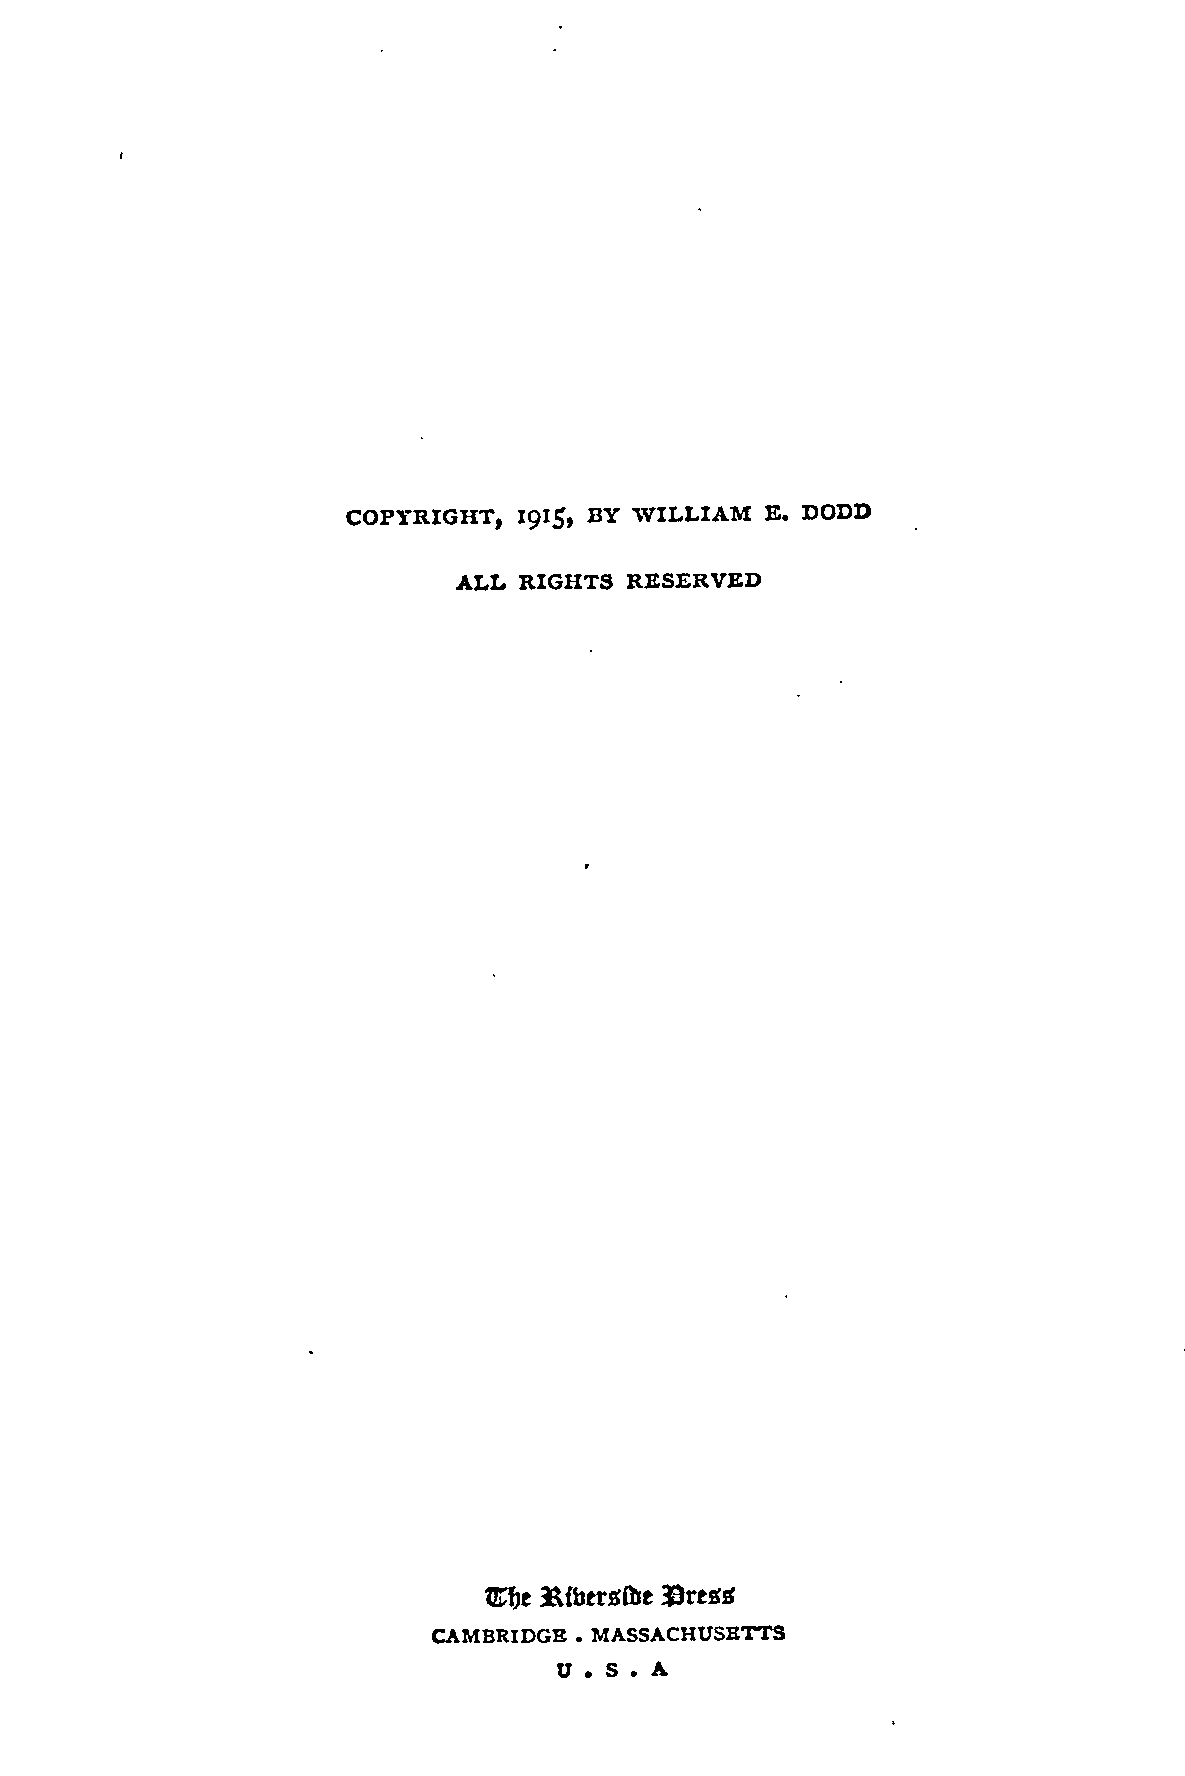 COPYRIGHT, 1915, BY WILLIAM E. DODD
ALL RIGHTS RESERVED
The Riverside Press
CAMBRIDGE . MASSACHUSETTS
U . S . A